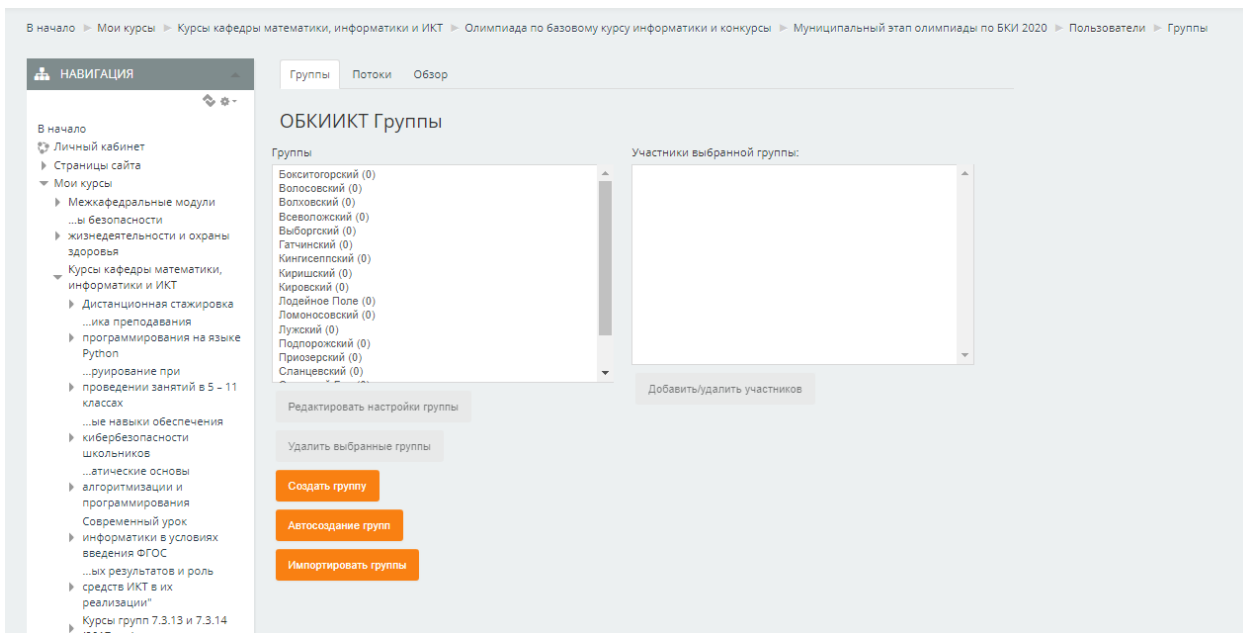 В начало ► Мои курсы ► Курсы кафедры математики, информатики и ИКТ ► Олимпиада по базовому курсу информатики и конкурсы ► Муниципальный этап олимпиады по БКИ 2020 ► Пользователи ► Группы
НАВИГАЦИЯ
В начало
Личный кабинет
Страницы сайта
Мои курсы
Межкафедральные модули
...ы безопасности
жизнедеятельности и охраны
здоровья
Курсы кафедры математики,
информатики и ИКТ
Дистанционная стажировка
...ика преподавания
программирования на языке
Python
...руирование при
проведении занятий в 5 – 11
классах
...ые навыки обеспечения
кибербезопасности
школьников
...атические основы
алгоритмизации и
программирования
Современный урок
информатики в условиях
введения ФГОС
...ых результатов и роль
средств ИКТ в их
реализации"
Курсы групп 7.3.13 и 7.3.14
Группы Потоки Обзор
ОБКИИКТ Группы
Группы
Бокситогорский (0)
Волосовский (0)
Волховский (0)
Всеволожский (0)
Выборгский (0)
Гатчинский (0)
Кингисеппский (0)
Киришский (0)
Кировский (0)
Лодейное Поле (0)
Ломоносовский (0)
Лужский (0)
Подпорожский (0)
Приозерский (0)
Сланцевский (0)
Редактировать настройки группы
Удалить выбранные группы
Создать группу
Автосоздание групп
Импортировать группы
Участники выбранной группы:
Добавить/удалить участников